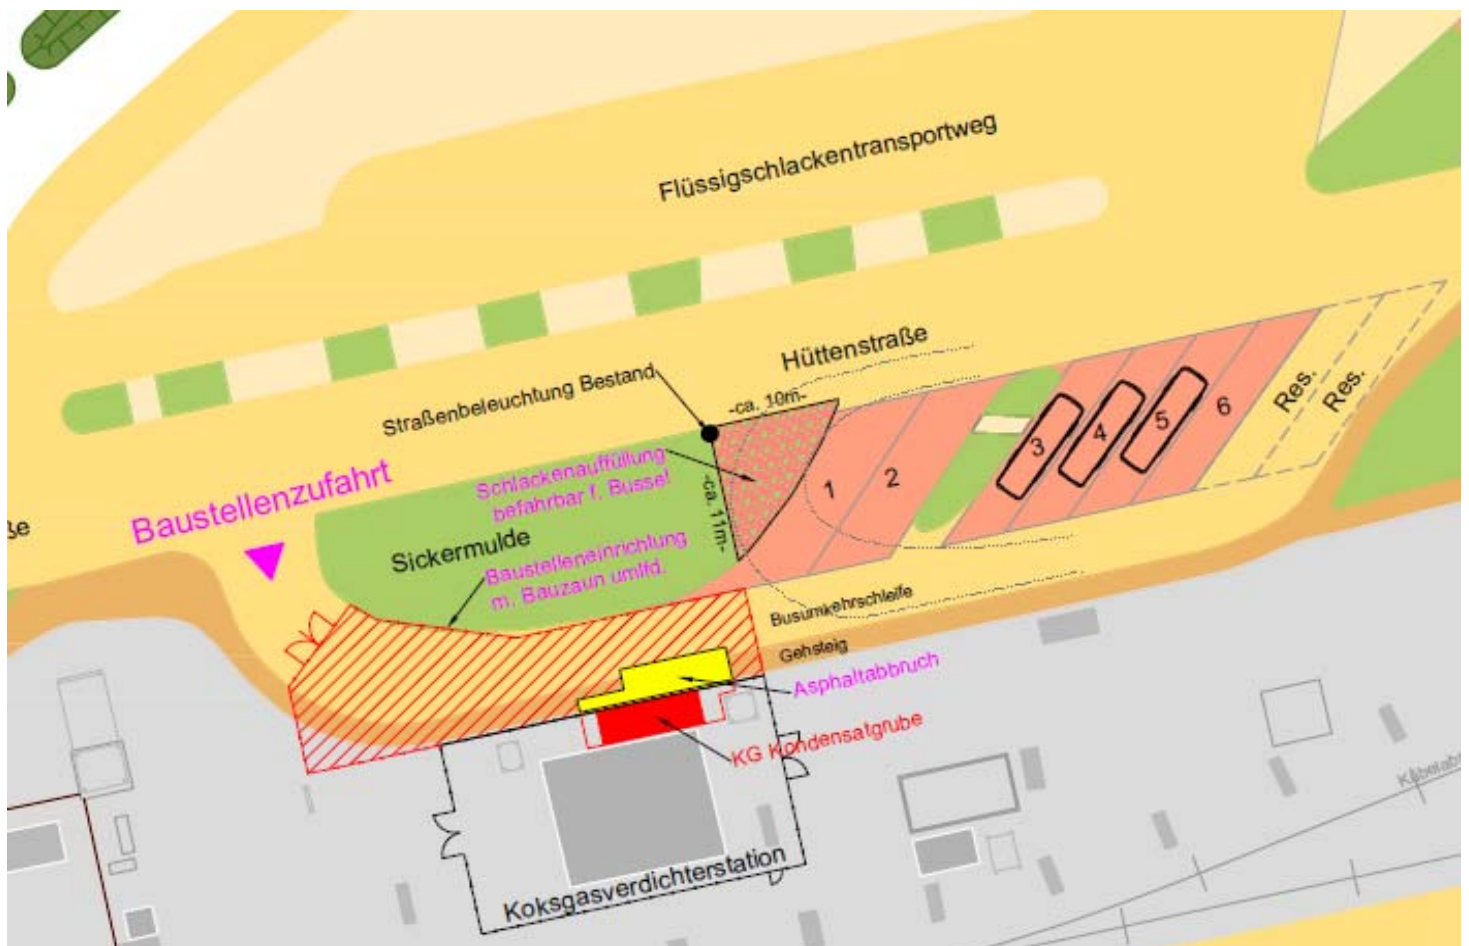 Flüssigschlackentransportweg
Hüttenstraße
Straßenbeleuchtung Bestand
-ca. 10m-
Res.
Res.
6
5
4
3
2
1
Schlackenauffüllung
befahrbar f. Busse!
-ca. 11m-
Baustellenzufahrt
ße
Sickermulde
Baustelleneinrichtung
m. Bauzaun umlfd.
Busumkehrschleife
Gehsteig
Asphaltabbruch
KG Kondensatgrube
Koksgasverdichterstation